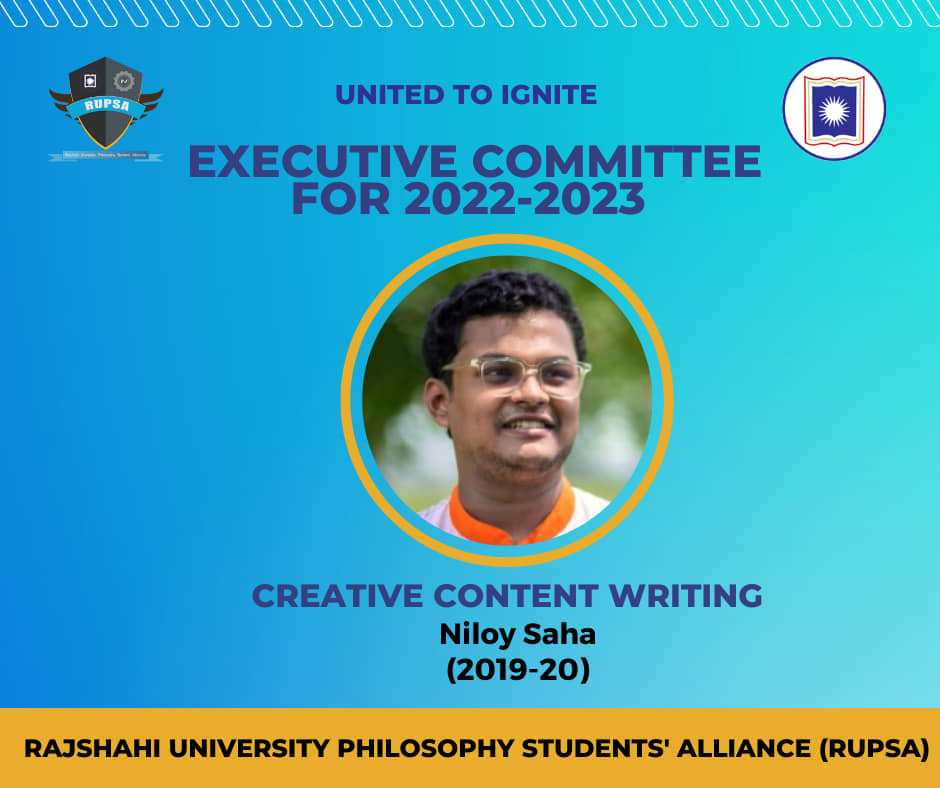 RUPSA
UNITED TO IGNITE
EXECUTIVE COMMITTEE
FOR 2022-2023
CREATIVE CONTENT WRITING
Niloy Saha
(2019-20)
RAJSHAHI UNIVERSITY PHILOSOPHY STUDENTS' ALLIANCE (RUPSA)